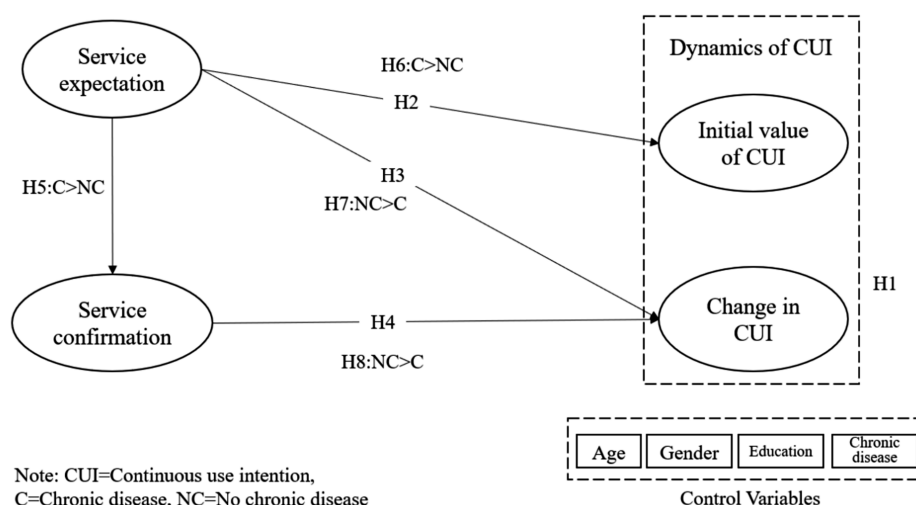 Service
expectation
H6:C>NC
H2
Dynamics of CUI
Initial value
of CUI
H3
H7:NC>C
H5:C>NC
Service
confirmation
H4
H8:NC>C
Change in
CUI
H1
Age
Gender
Education
Chronic
disease
Control Variables
Note: CUI=Continuous use intention,
C=Chronic disease, NC=No chronic disease